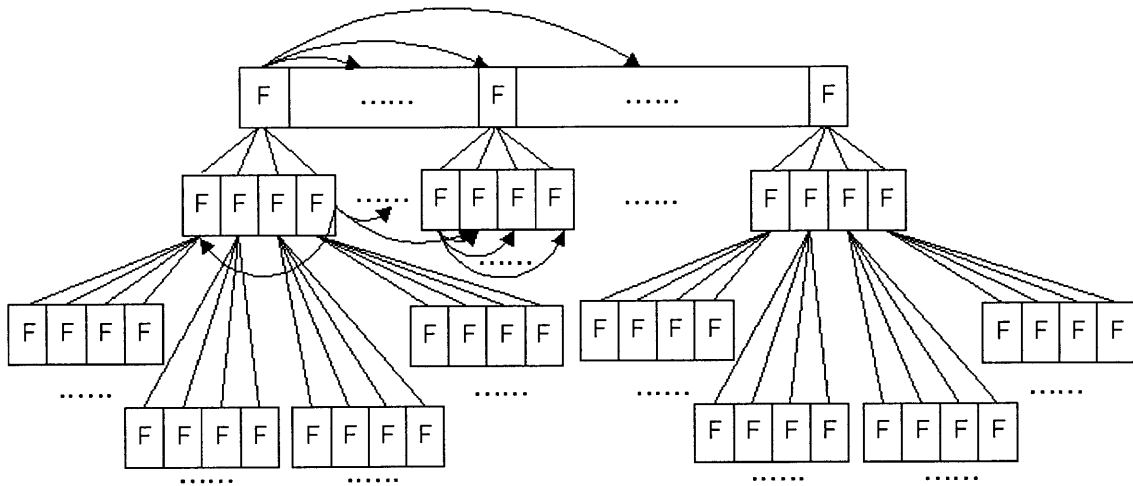 F ...... F ...... F
F F F F ...... F F F F ...... F F F F
......
F F F F F F F F F F F F F F F F
...... ...... ...... ......
F F F F F F F F F F F F F F F F
...... ...... ...... ......